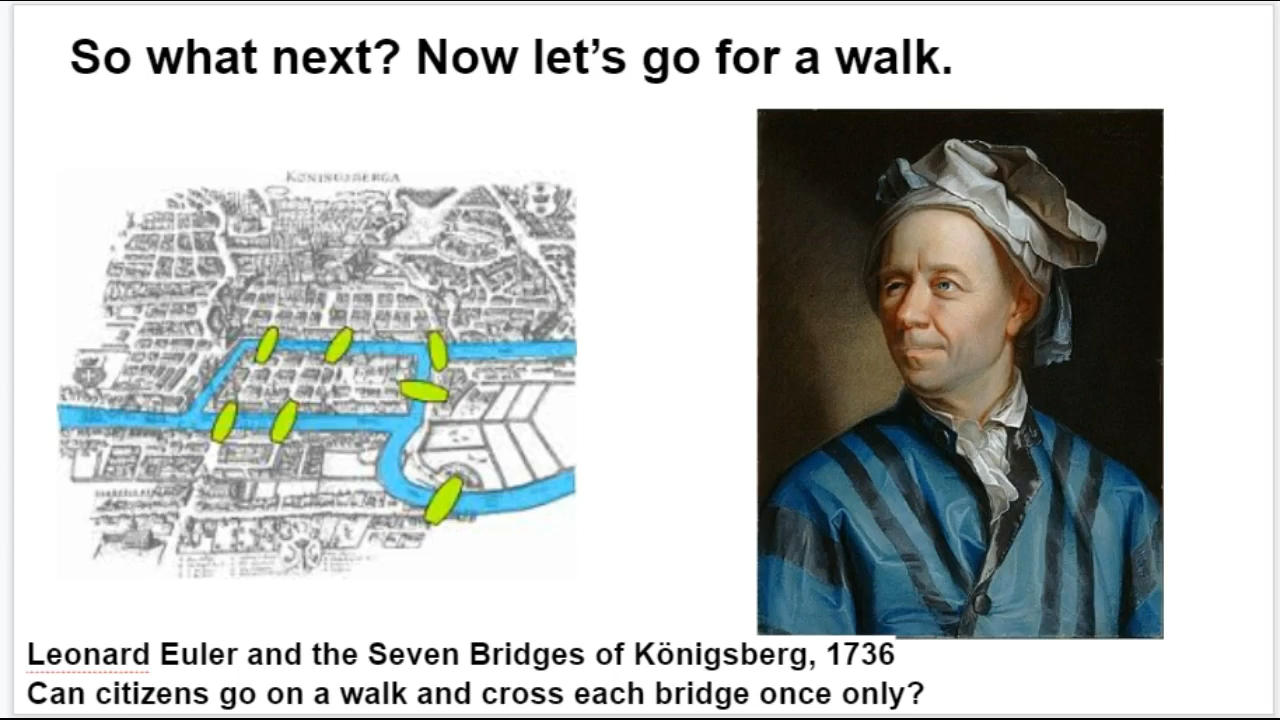 So what next? Now let’s go for a walk.
KONINGSBERGA
Leonard Euler and the Seven Bridges of Königsberg, 1736
Can citizens go on a walk and cross each bridge once only?